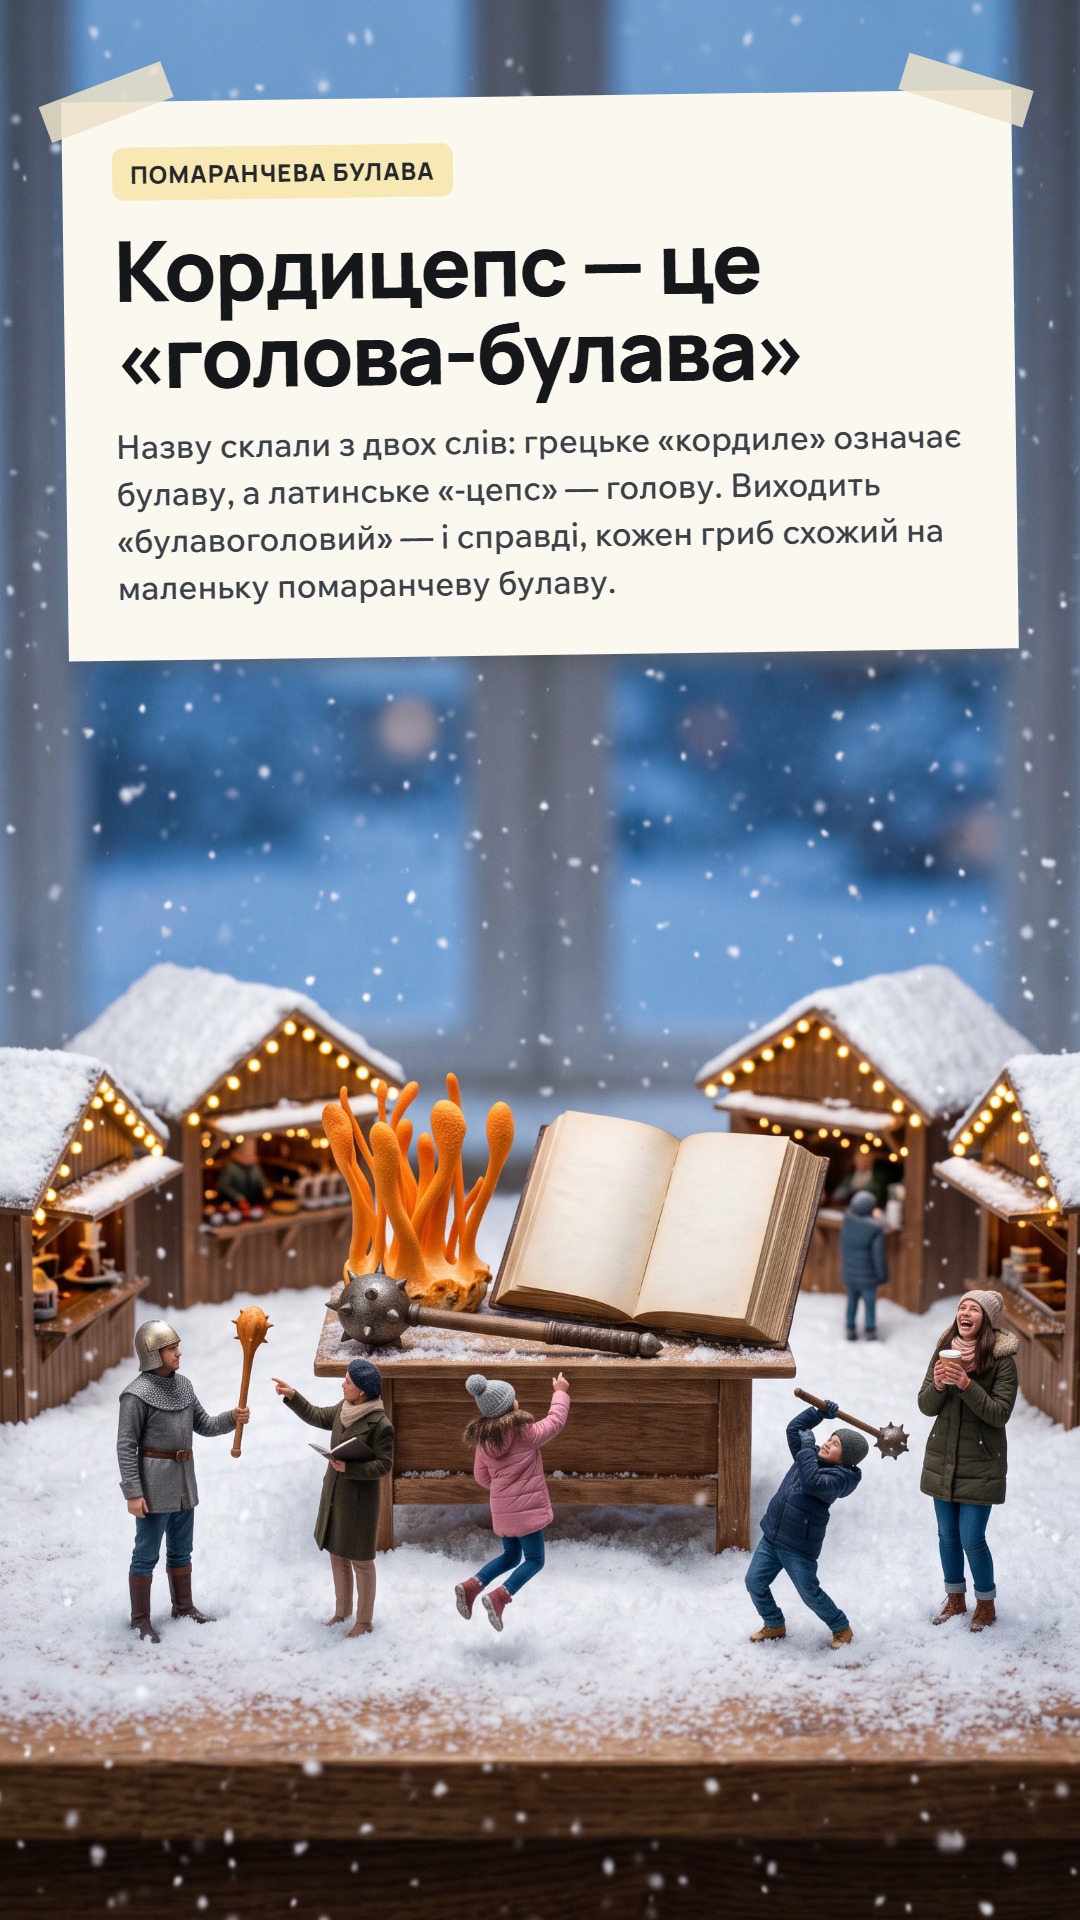 ПОМАРАНЧЕВА БУЛАВА
Кордицепс — це
«голова-булава»
Назву склали з двох слів: грецьке «кордиле» означає
булаву, а латинське «-цепс» — голову. Виходить
«булавоголовий» — і справді, кожен гриб схожий на
маленьку помаранчеву булаву.